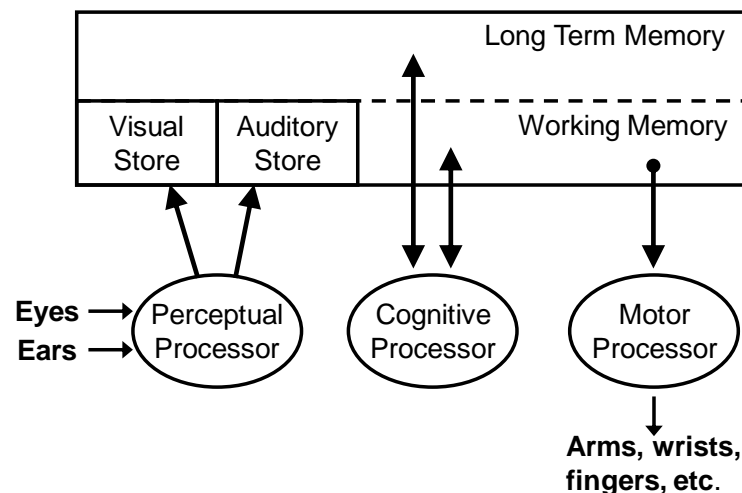 Long Term Memory
Visual
Store
Auditory
Store
Working Memory
Eyes
Ears
Perceptual
Processor
Cognitive
Processor
Motor
Processor
Arms, wrists,
fingers, etc.